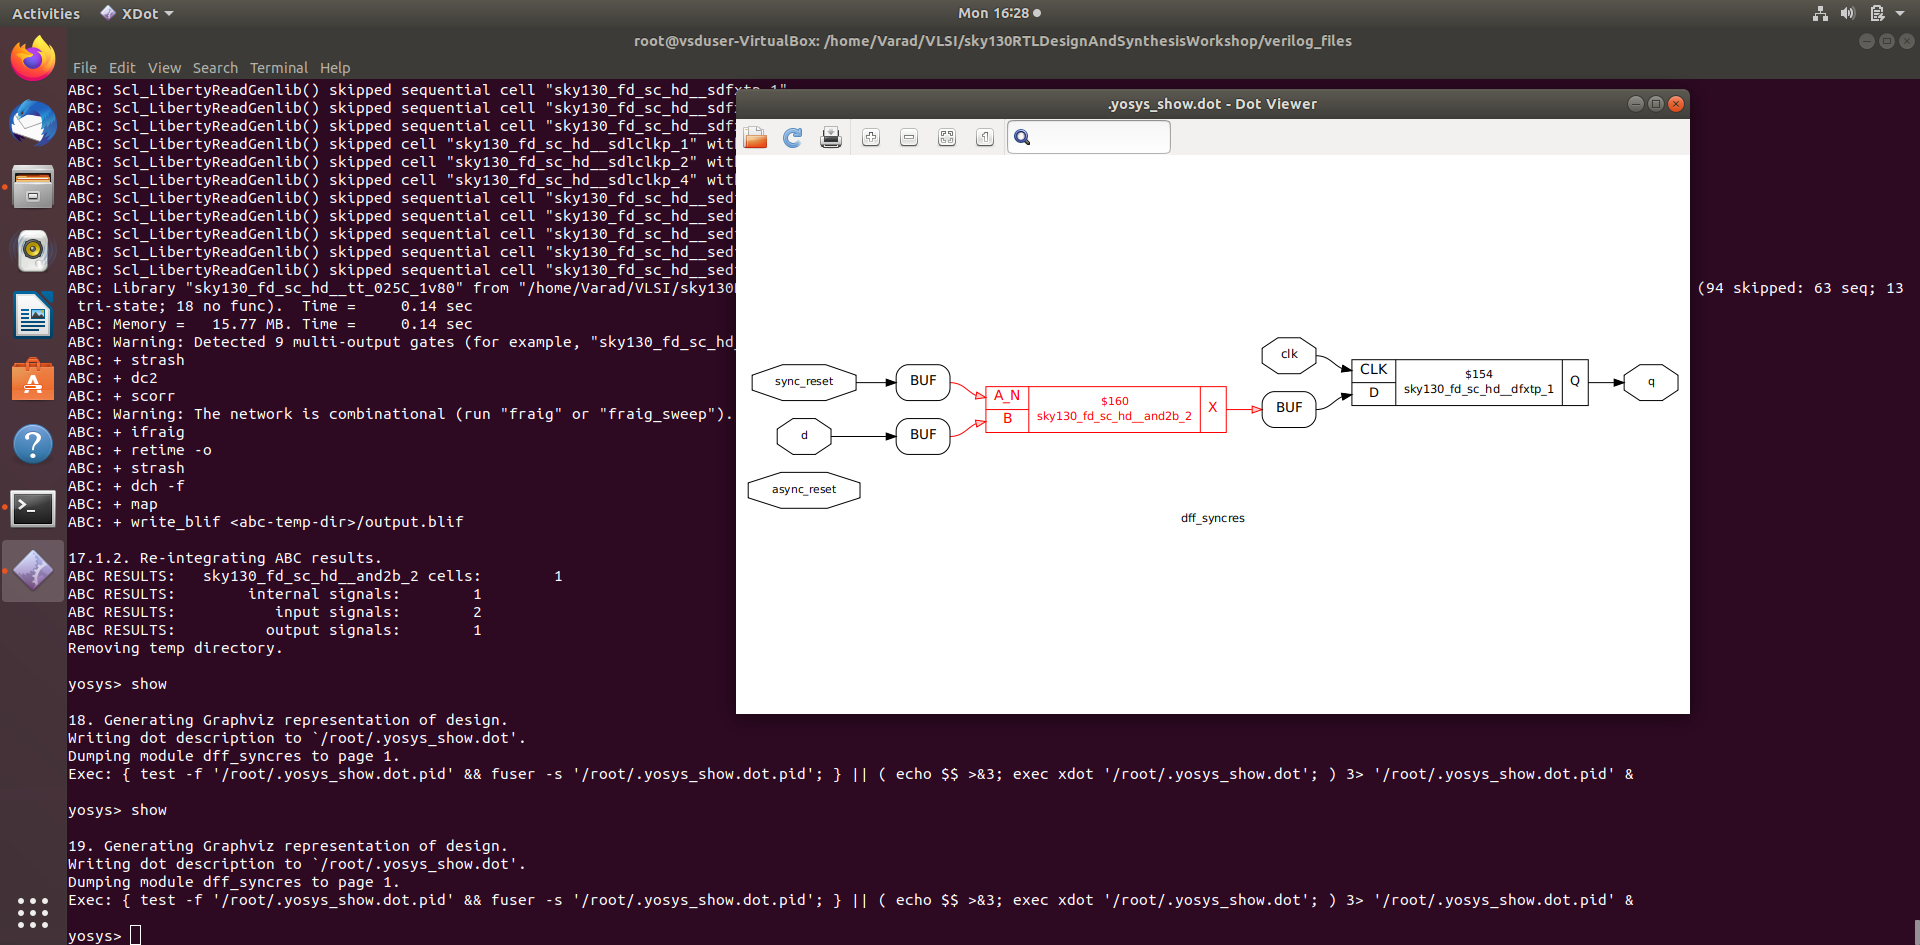 Activities XDot Mon 16:28
root@vsduser-VirtualBox: /home/Varad/VLSI/sky130RTLDesignAndSynthesisWorkshop/verilog_files
File Edit View Search Terminal Help
ABC: Scl_LibertyReadGenlib() skipped sequential cell "sky130_fd_sc_hd__sdfxtp_1"
ABC: Scl_LibertyReadGenlib() skipped sequential cell "sky130_fd_sc_hd__sdf
ABC: Scl_LibertyReadGenlib() skipped sequential cell "sky130_fd_sc_hd__sdf
ABC: Scl_LibertyReadGenlib() skipped cell "sky130_fd_sc_hd__sdlclkp_1" wit
ABC: Scl_LibertyReadGenlib() skipped cell "sky130_fd_sc_hd__sdlclkp_2" wit
ABC: Scl_LibertyReadGenlib() skipped cell "sky130_fd_sc_hd__sdlclkp_4" wit
ABC: Scl_LibertyReadGenlib() skipped sequential cell "sky130_fd_sc_hd__sed
ABC: Scl_LibertyReadGenlib() skipped sequential cell "sky130_fd_sc_hd__sed
ABC: Scl_LibertyReadGenlib() skipped sequential cell "sky130_fd_sc_hd__sed
ABC: Scl_LibertyReadGenlib() skipped sequential cell "sky130_fd_sc_hd__sed
ABC: Scl_LibertyReadGenlib() skipped sequential cell "sky130_fd_sc_hd__sed
ABC: Library "sky130_fd_sc_hd__tt_025C_1v80" from "/home/Varad/VLSI/sky130 (94 skipped: 63 seq; 13
tri-state; 18 no func). Time = 0.14 sec
ABC: Memory = 15.77 MB. Time = 0.14 sec
ABC: Warning: Detected 9 multi-output gates (for example, "sky130_fd_sc_hd_
ABC: + strash
ABC: + dc2
ABC: + scorr
ABC: Warning: The network is combinational (run "fraig" or "fraig_sweep").
ABC: + ifraig
ABC: + retime -o
ABC: + strash
ABC: + dch -f
ABC: + map
ABC: + write_blif <abc-temp-dir>/output.blif
17.1.2. Re-integrating ABC results.
ABC RESULTS: sky130_fd_sc_hd__and2b_2 cells: 1
ABC RESULTS: internal signals: 1
ABC RESULTS: input signals: 2
ABC RESULTS: output signals: 1
Removing temp directory.
yosys> show
18. Generating Graphviz representation of design.
Writing dot description to `/root/.yosys_show.dot'.
Dumping module dff_syncres to page 1.
Exec: { test -f '/root/.yosys_show.dot.pid' && fuser -s '/root/.yosys_show.dot.pid'; } || ( echo $$ >&3; exec xdot '/root/.yosys_show.dot'; ) 3> '/root/.yosys_show.dot.pid' &
yosys> show
19. Generating Graphviz representation of design.
Writing dot description to `/root/.yosys_show.dot'.
Dumping module dff_syncres to page 1.
Exec: { test -f '/root/.yosys_show.dot.pid' && fuser -s '/root/.yosys_show.dot.pid'; } || ( echo $$ >&3; exec xdot '/root/.yosys_show.dot'; ) 3> '/root/.yosys_show.dot.pid' &
yosys>
.yosys_show.dot - Dot Viewer
sync_reset
BUF
d
BUF
async_reset
A_N
B
$160
sky130_fd_sc_hd__and2b_2
X
BUF
clk
CLK
D
$154
sky130_fd_sc_hd__dfxtp_1
Q
q
dff_syncres